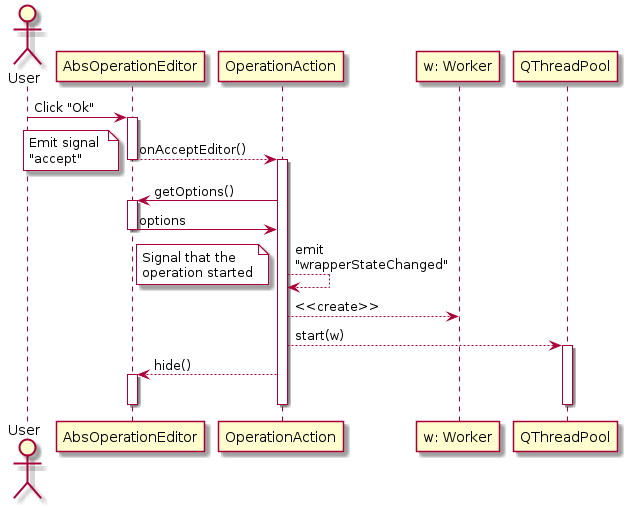 User
AbsOperationEditor
OperationAction
w: Worker
QThreadPool
Click "Ok"
Emit signal
"accept"
onAcceptEditor()
getOptions()
options
Signal that the
operation started
emit
"wrapperStateChanged"
<<create>>
start(w)
hide()
User
AbsOperationEditor
OperationAction
w: Worker
QThreadPool